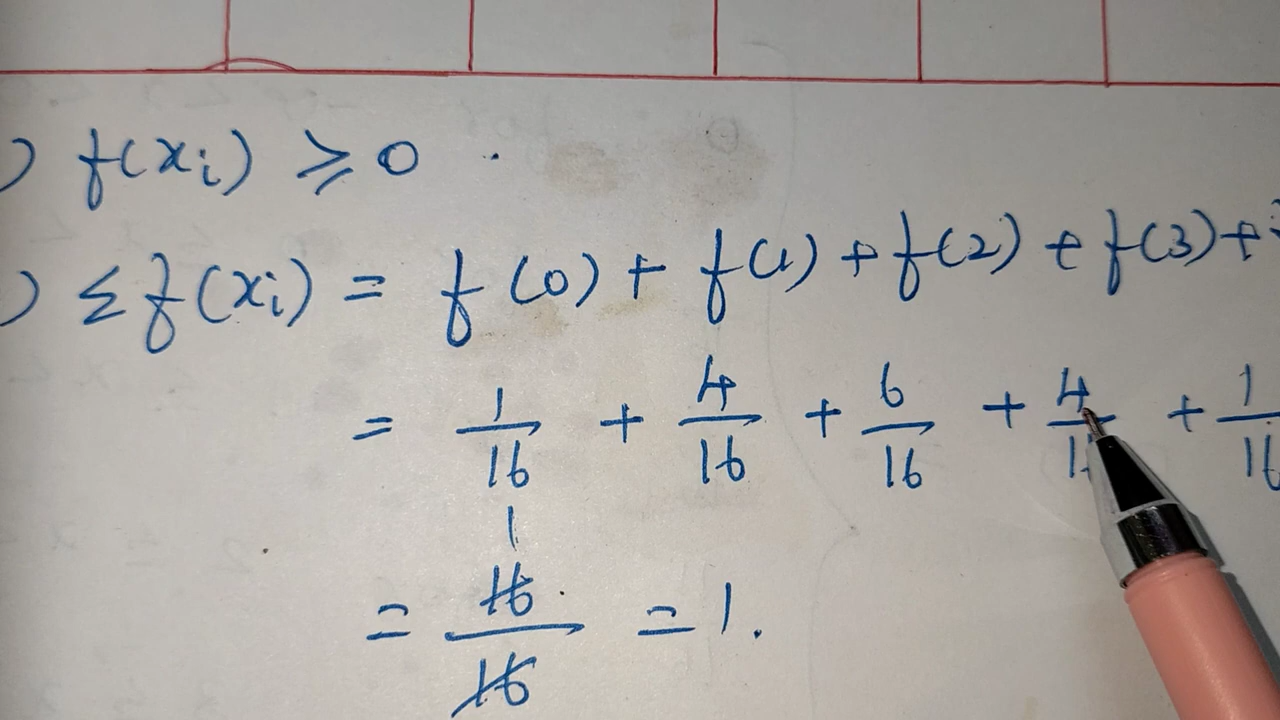 ) f(xi) ⩾ 0 .
) Σf(xi) = f(0) + f(1) + f(2) + f(3) +
= 1/16 + 4/16 + 6/16 + 4/1 + 1/16
1
= 16/16 = 1.